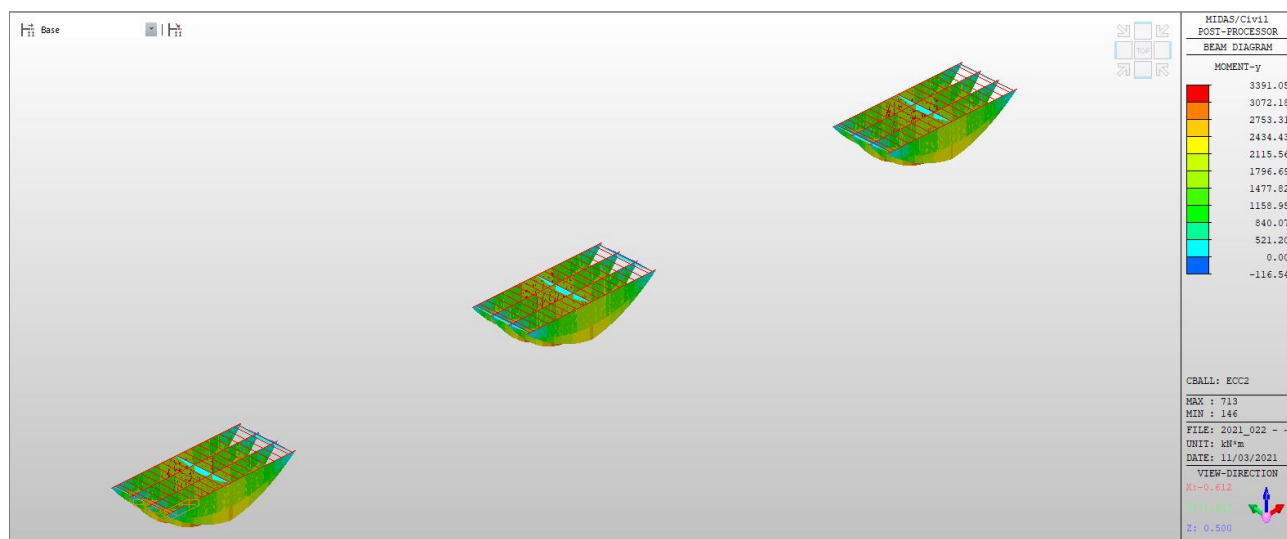 Base
TOP
MIDAS/Civil
POST-PROCESSOR
BEAM DIAGRAM
MOMENT-y
3391.05
3072.18
2753.31
2434.43
2115.56
1796.69
1477.82
1158.95
840.07
521.20
0.00
-116.54
CBALL: ECC2
MAX : 713
MIN : 146
FILE: 2021_022 - -
UNIT: kN*m
DATE: 11/03/2021
VIEW-DIRECTION
X:-0.612
Z: 0.500